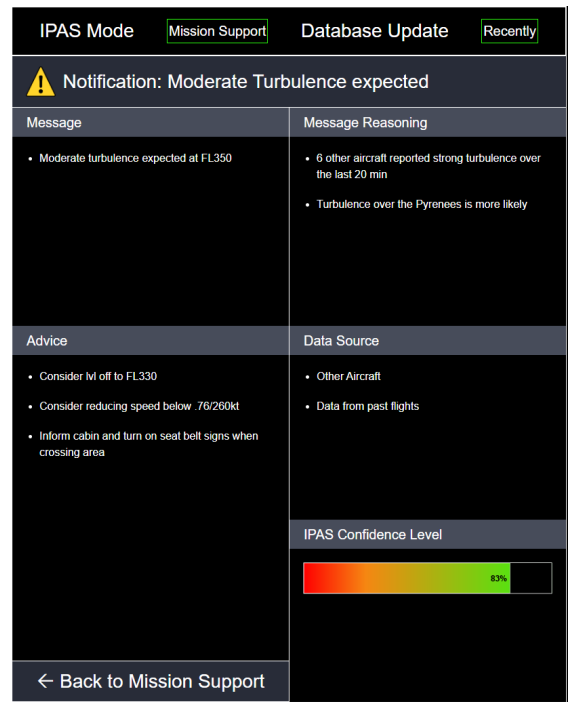 IPAS Mode Mission Support Database Update Recently
Notification: Moderate Turbulence expected
Message
• Moderate turbulence expected at FL350
Message Reasoning
• 6 other aircraft reported strong turbulence over
the last 20 min
• Turbulence over the Pyrenees is more likely
Advice
• Consider lvl off to FL330
• Consider reducing speed below .76/260kt
• Inform cabin and turn on seat belt signs when
crossing area
Data Source
• Other Aircraft
• Data from past flights
IPAS Confidence Level
83%
← Back to Mission Support